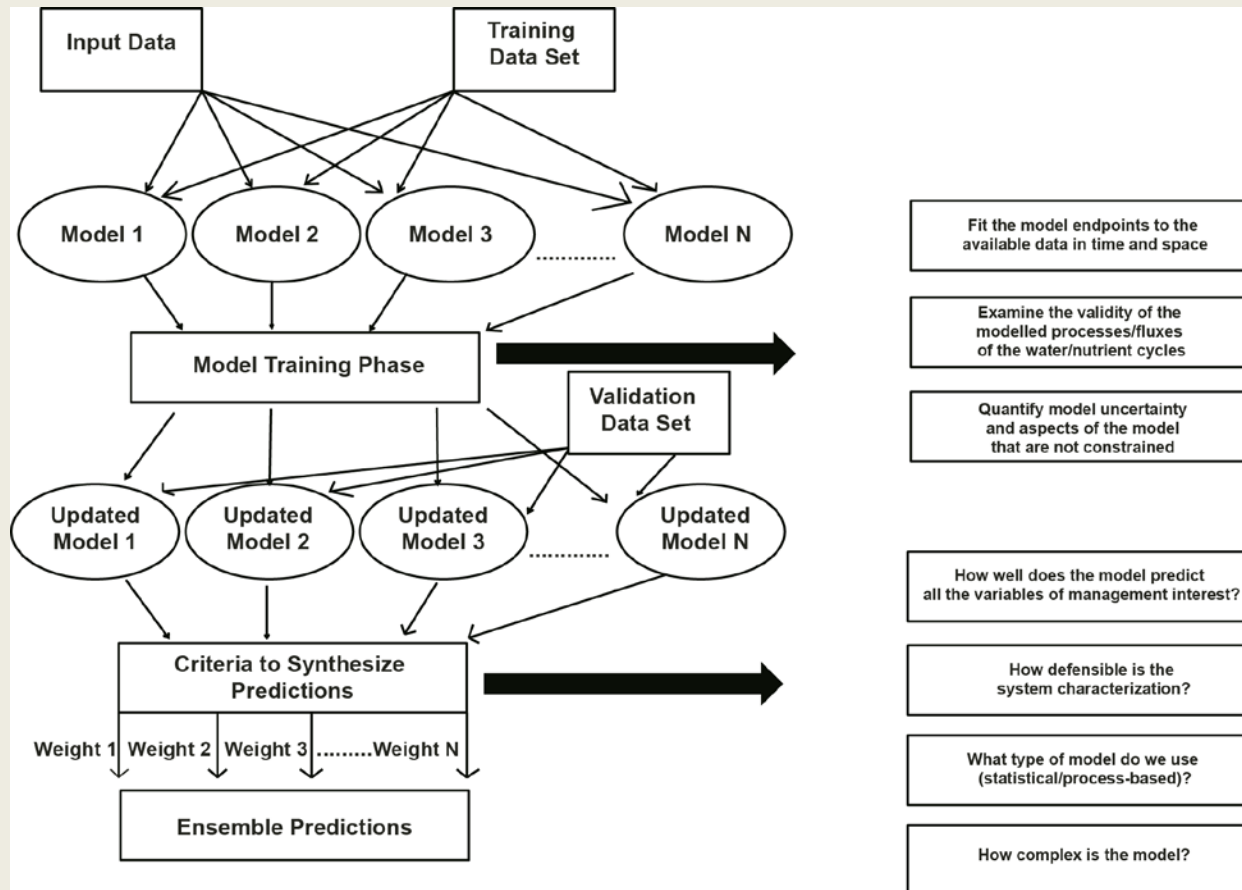 Input Data
Training
Data Set
Model 1
Model 2
Model 3
..............
Model N
Fit the model endpoints to the
available data in time and space
Model Training Phase
Examine the validity of the
modelled processes/fluxes
of the water/nutrient cycles
Validation
Data Set
Quantify model uncertainty
and aspects of the model
that are not constrained
Updated
Model 1
Updated
Model 2
Updated
Model 3
..............
Updated
Model N
How well does the model predict
all the variables of management interest?
Criteria to Synthesize
Predictions
How defensible is the
system characterization?
Weight 1 Weight 2 Weight 3 .........Weight N
What type of model do we use
(statistical/process-based)?
Ensemble Predictions
How complex is the model?